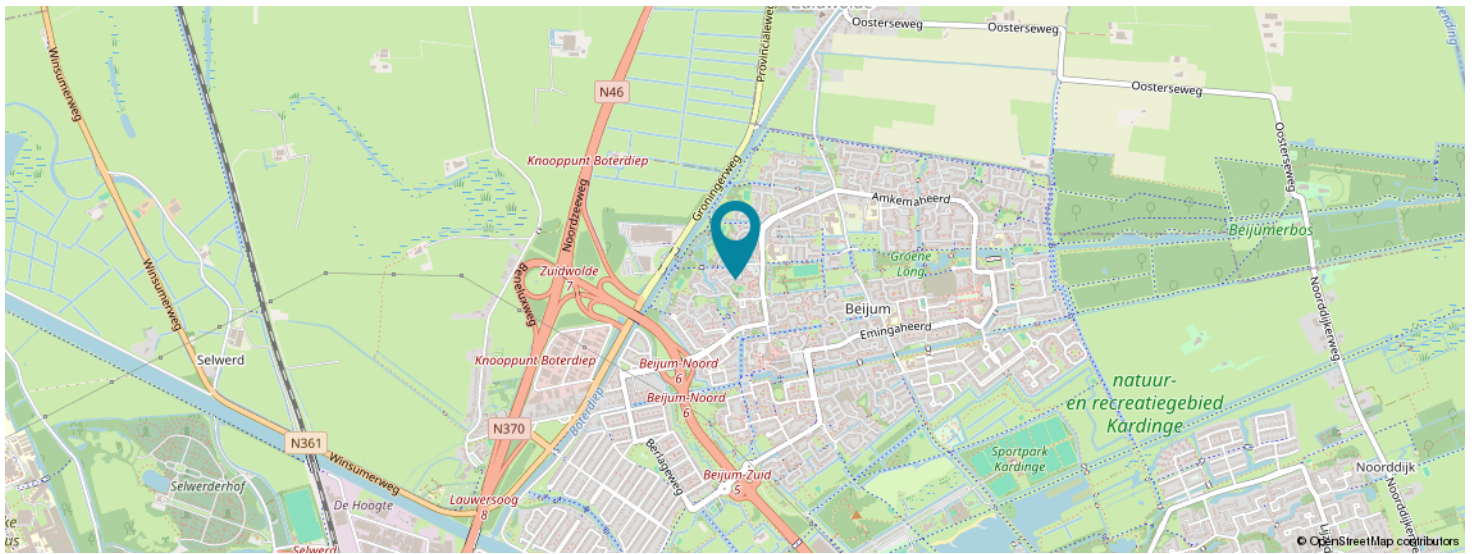 Oosterseweg
Oosterseweg
Provincialeweg
Winsumerweg
N46
Oosterseweg
Oosterseweg
Knooppunt Boterdiep
Groningerweg
Noordzeeweg
Amkemaheerd
Beijumerbos
Groene
Long
Zuidwolde
7
Beneluxweg
Winsumerweg
Beijum
Emingaheerd
Noorddijkerweg
Selwerd
Knooppunt Boterdiep
Beijum-Noord
6
Beijum-Noord
6
natuur-
en recreatiegebied
Kardinge
Boterdiep
N370
N361
Winsumerweg
Berlageweg
Sportpark
Kardinge
Beijum-Zuid
5
Noorddijk
Selwerderhof
De Hoogte
Lauwersoog
8
Selwerd
© OpenStreetMap contributors